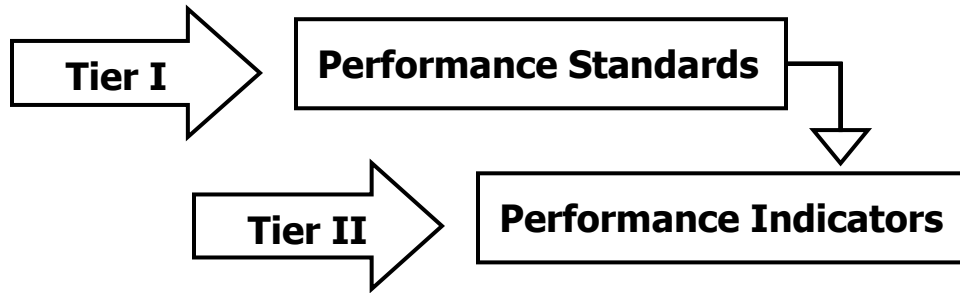 Tier I
Performance Standards
Tier II
Performance Indicators